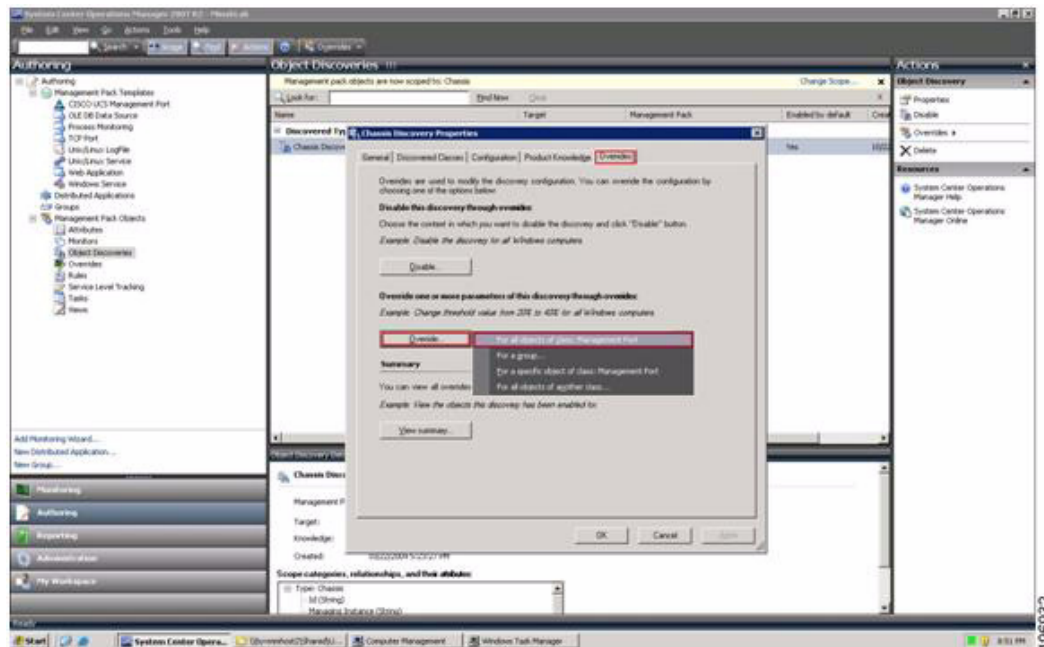 System Center Operations Manager 2007 R2 -
File Edit View Go Actions Tools Help
Search Scope Find Actions Overrides
Authoring
Authoring
Management Pack Templates
CISCO UCS Management Port
OLE DB Data Source
Process Monitoring
TCP Port
Unix/Linux LogFile
Unix/Linux Service
Web Application
Windows Service
Distributed Applications
Groups
Management Pack Objects
Attributes
Monitors
Object Discoveries
Overrides
Rules
Service Level Tracking
Tasks
Views
Add Monitoring Wizard...
New Distributed Application...
New Group...
Monitoring
Authoring
Reporting
Administration
My Workspace
Object Discoveries
Management pack objects are now scoped to: Chassis
Change Scope...
Look for: Find Now Clear
Name Target Management Pack Enabled by default
Discovered Typ
Chassis Discov Yes
Chassis Discovery Properties
General Discovered Classes Configuration Product Knowledge Overrides
Overrides are used to modify the discovery configuration. You can override the configuration by
choosing one of the options below
Disable this discovery through overrides:
Choose the context in which you want to disable the discovery and click "Disable" button.
Example: Disable the discovery for all Windows computers
Disable...
Override one or more parameters of this discovery through overrides:
Example: Change threshold value from 20% to 40% for all Windows computers
Override...
For all objects of class: Management Port
For a group...
For a specific object of class: Management Port
For all objects of another class...
Summary
You can view all overrides
Example: View the objects this discovery has been enabled for.
View summary...
OK Cancel Apply
Chassis Disco
Management P
Target:
Knowledge:
Created:
Scope categories, relationships, and their attributes:
Type: Chassis
Id (String)
Managing Instance (String)
Actions
Object Discovery
Properties
Disable
Overrides
Delete
Resources
System Center Operations
Manager Help
System Center Operations
Manager Online
Ready
Start
System Center Opera...
Computer Management
Windows Task Manager
8:51 PM
196932